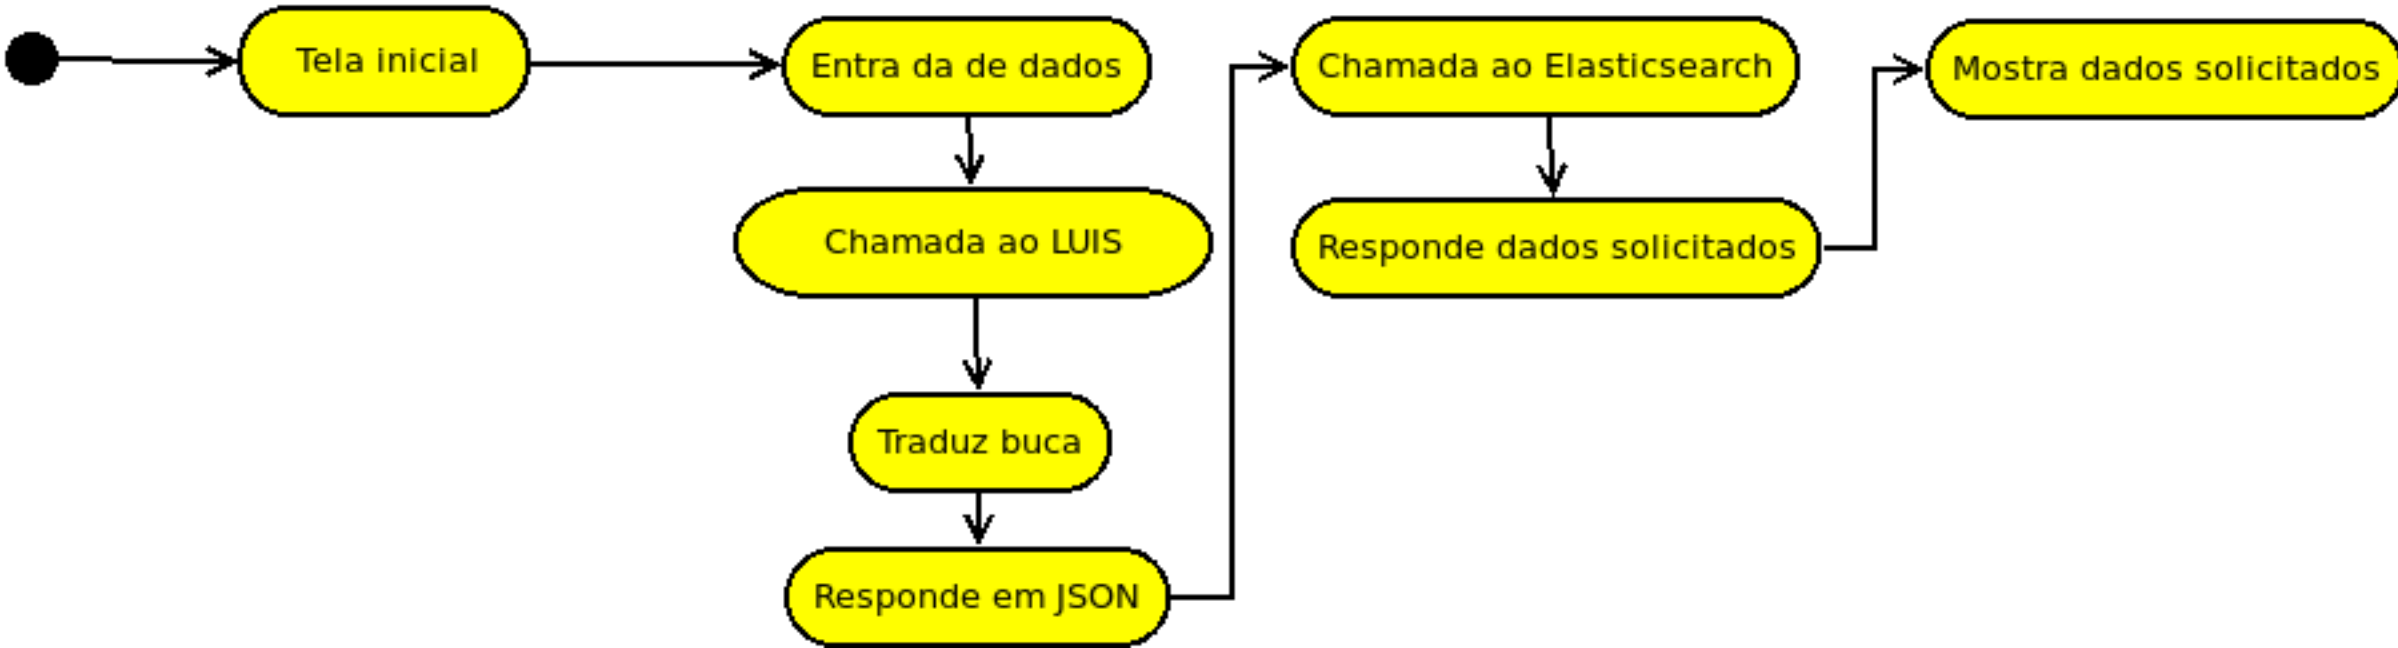 Tela inicial
Entra da de dados
Chamada ao LUIS
Traduz buca
Responde em JSON
Chamada ao Elasticsearch
Responde dados solicitados
Mostra dados solicitados